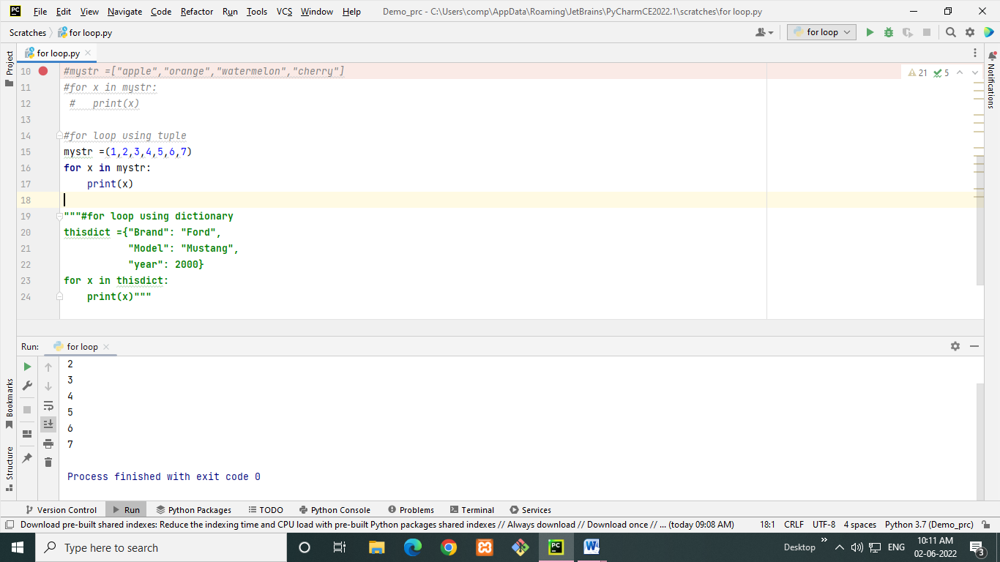 PC File Edit View Navigate Code Refactor Run Tools VCS Window Help Demo_prc - C:\Users\comp\AppData\Roaming\JetBrains\PyCharmCE2022.1\scratches\for loop.py
Scratches for loop.py for loop
Project for loop.py
10 #mystr =["apple","orange","watermelon","cherry"] 21 5
11 #for x in mystr:
12  #   print(x)
13
14 #for loop using tuple
15 mystr =(1,2,3,4,5,6,7)
16 for x in mystr:
17     print(x)
18
19 """#for loop using dictionary
20 thisdict ={"Brand": "Ford",
21            "Model": "Mustang",
22            "year": 2000}
23 for x in thisdict:
24     print(x)"""
Notifications
Run: for loop
2
3
4
5
6
7
Process finished with exit code 0
Bookmarks
Structure
Version Control Run Python Packages TODO Python Console Problems Terminal Services
Download pre-built shared indexes: Reduce the indexing time and CPU load with pre-built Python packages shared indexes // Always download // Download once // ... (today 09:08 AM) 18:1 CRLF UTF-8 4 spaces Python 3.7 (Demo_prc)
Type here to search PC W Desktop ENG 10:11 AM
02-06-2022 3